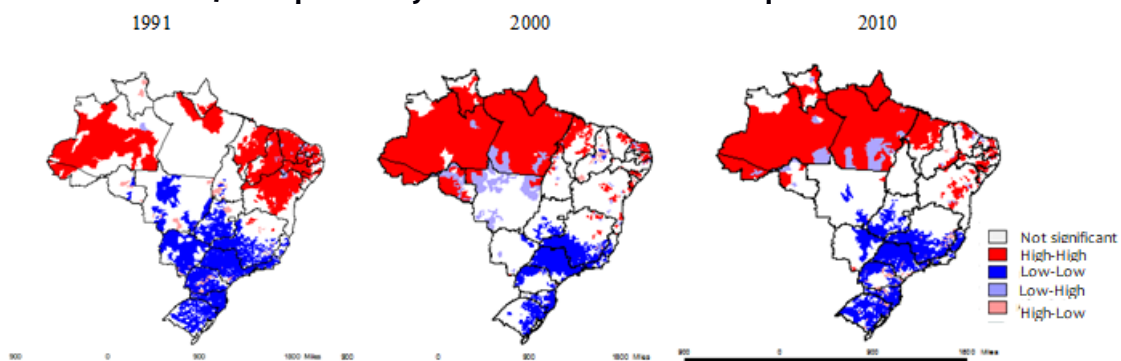 1991 2000 2010
Not significant
High-High
Low-Low
Low-High
High-Low
900 0 900 1800 Miles 900 0 900 1800 Miles 900 0 900 1800 Miles